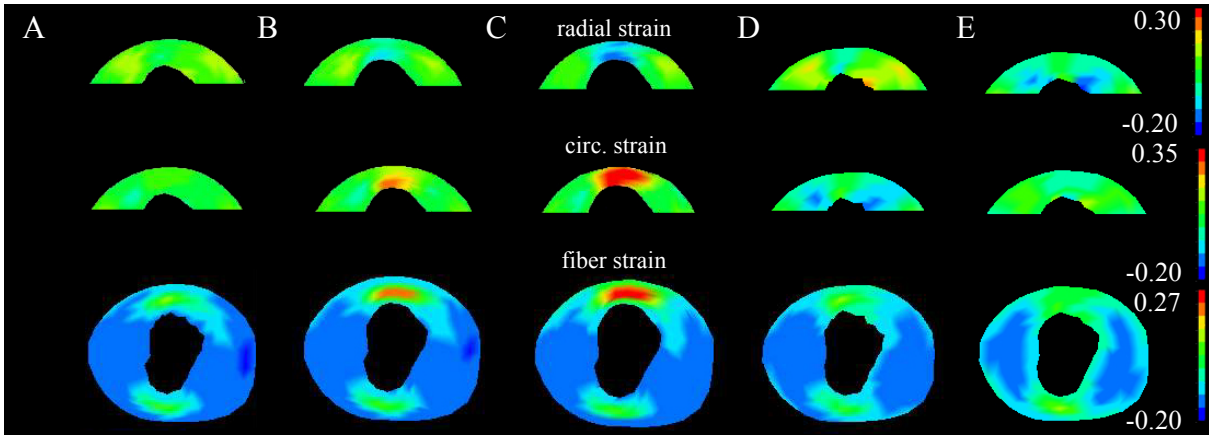 A B C radial strain D E 0.30
-0.20
circ. strain 0.35
-0.20
fiber strain 0.27
-0.20